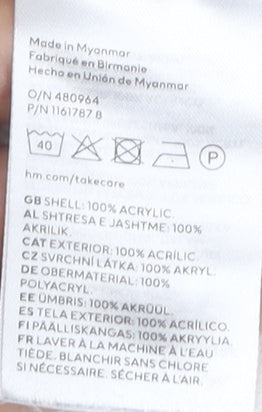 Made in Myanmar
Fabriqué en Birmanie
Hecho en Unión de Myanmar
O/N 480964
P/N 1161787 8
40 P
hm.com/takecare
GB SHELL: 100% ACRYLIC.
AL SHTRESA E JASHTME: 100%
AKRILIK.
CAT EXTERIOR: 100% ACRÍLIC.
CZ SVRCHNÍ LÁTKA: 100% AKRYL.
DE OBERMATERIAL: 100%
POLYACRYL.
EE ÜMBRIS: 100% AKRÜÜL.
ES TELA EXTERIOR: 100% ACRÍLICO.
FI PÄÄLLISKANGAS: 100% AKRYYLIA.
FR LAVER À LA MACHINE À L'EAU
TIÈDE. BLANCHIR SANS CHLORE
SI NÉCESSAIRE. SÉCHER À L'AIR.